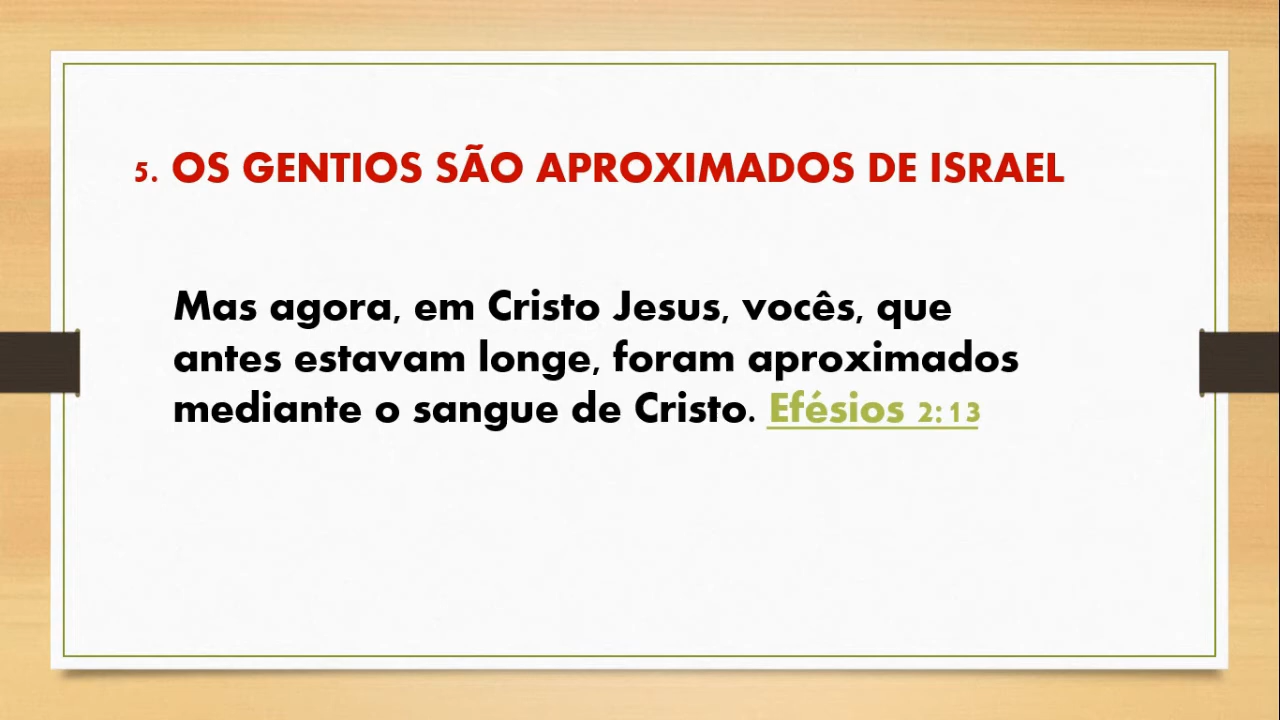 5. OS GENTIOS SÃO APROXIMADOS DE ISRAEL
Mas agora, em Cristo Jesus, vocês, que
antes estavam longe, foram aproximados
mediante o sangue de Cristo. Efésios 2:13